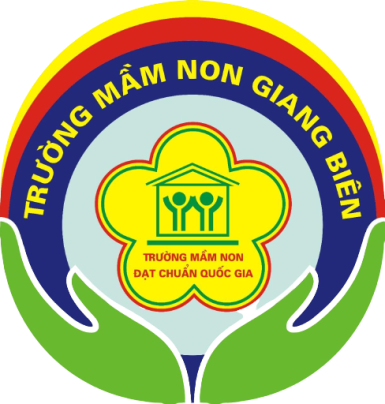 TRƯỜNG MẦM NON GIANG BIÊN
TRƯỜNG MẦM NON
ĐẠT CHUẨN QUỐC GIA